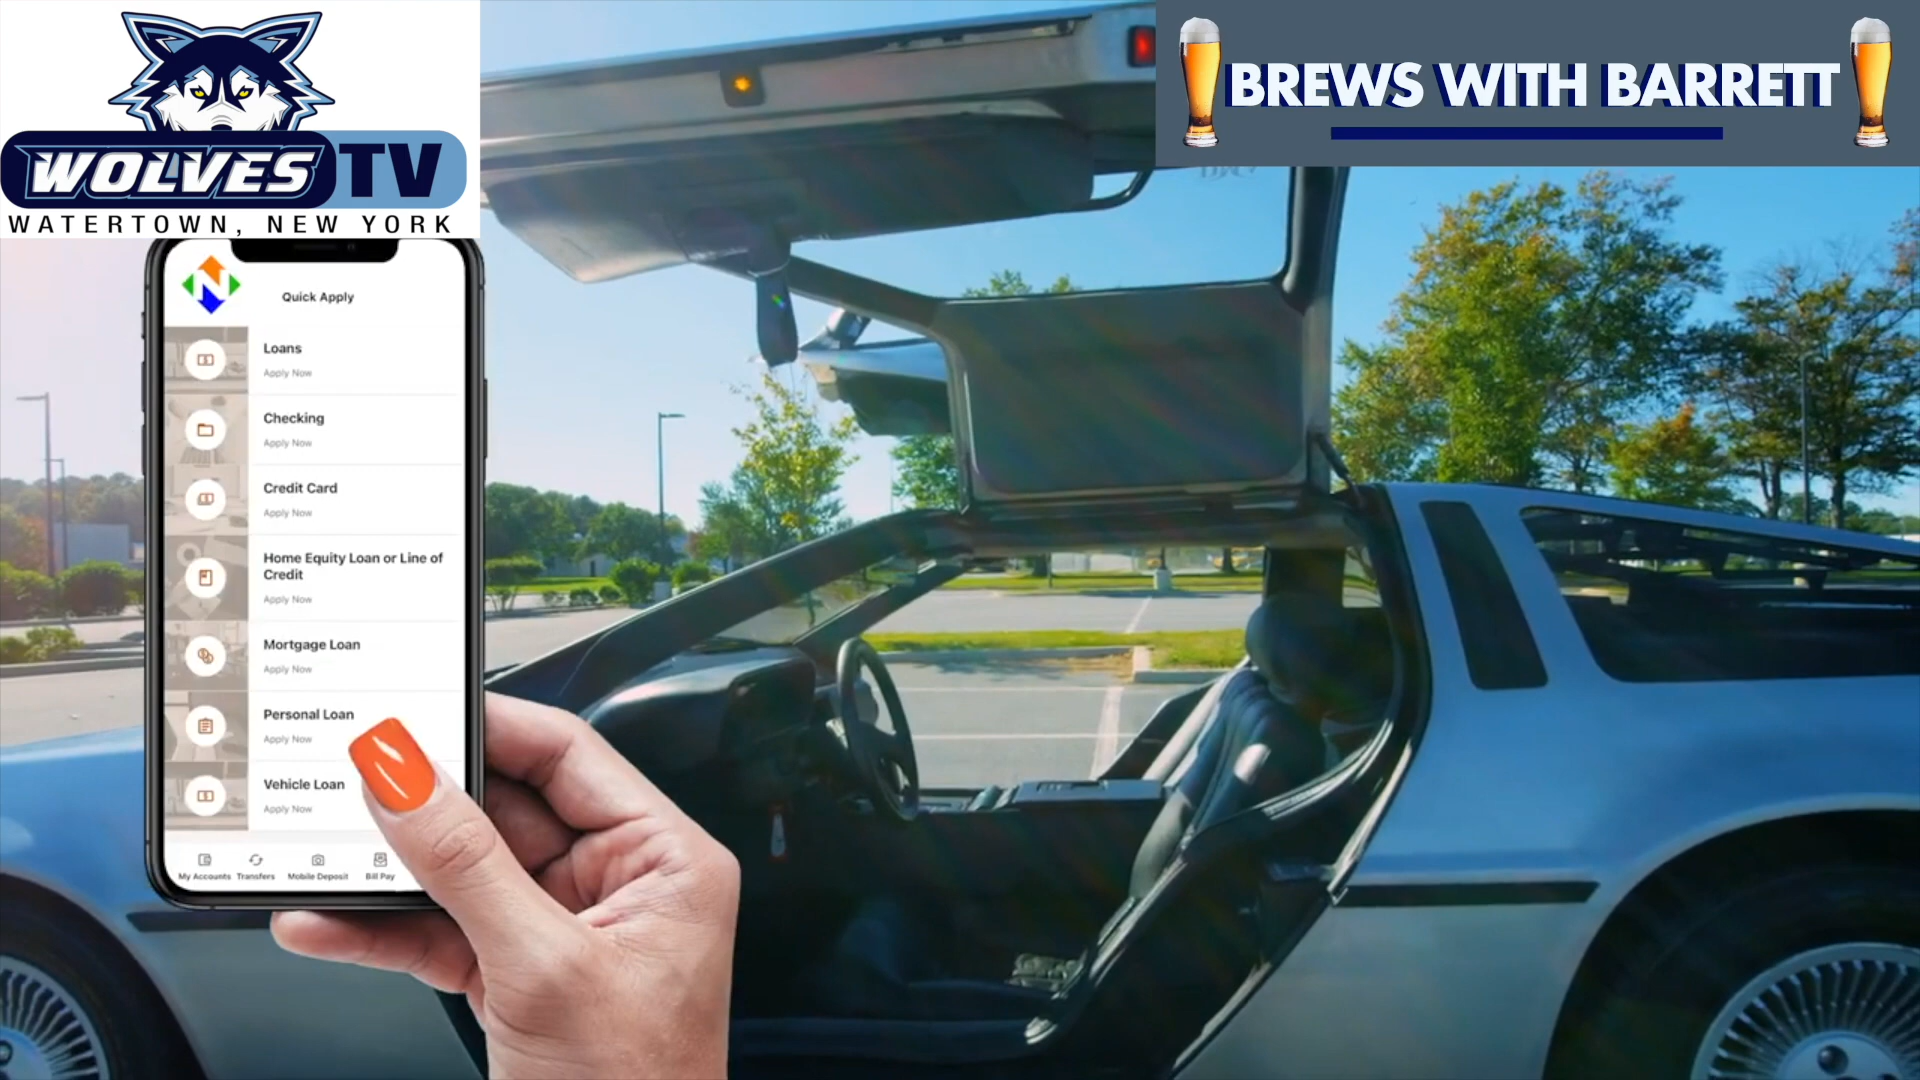 WOLVES TV
WATERTOWN, NEW YORK
BREWS WITH BARRETT
N
Quick Apply
Loans
Apply Now
Checking
Apply Now
Credit Card
Apply Now
Home Equity Loan or Line of
Credit
Apply Now
Mortgage Loan
Apply Now
Personal Loan
Apply Now
Vehicle Loan
Apply Now
My Accounts Transfers Mobile Deposit Bill Pay